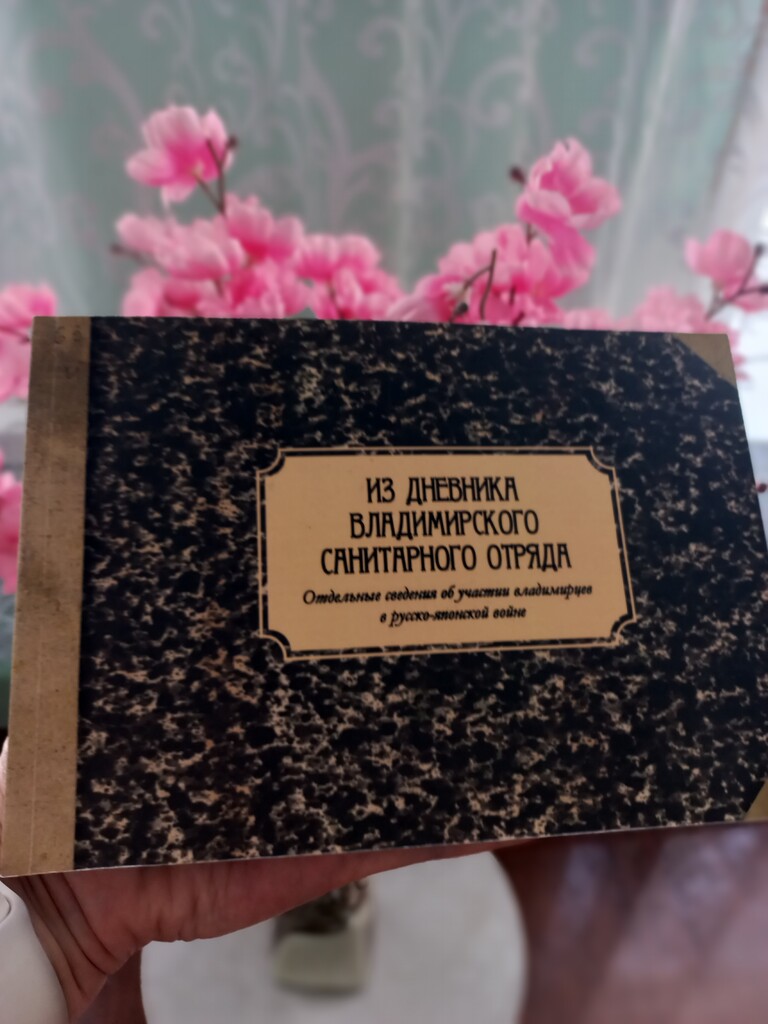 ИЗ ДНЕВНИКА
ВЛАДИМИРСКОГО
САНИТАРНОГО ОТРЯДА
Отдельные сведения об участии владимирцев
в русско-японской войне